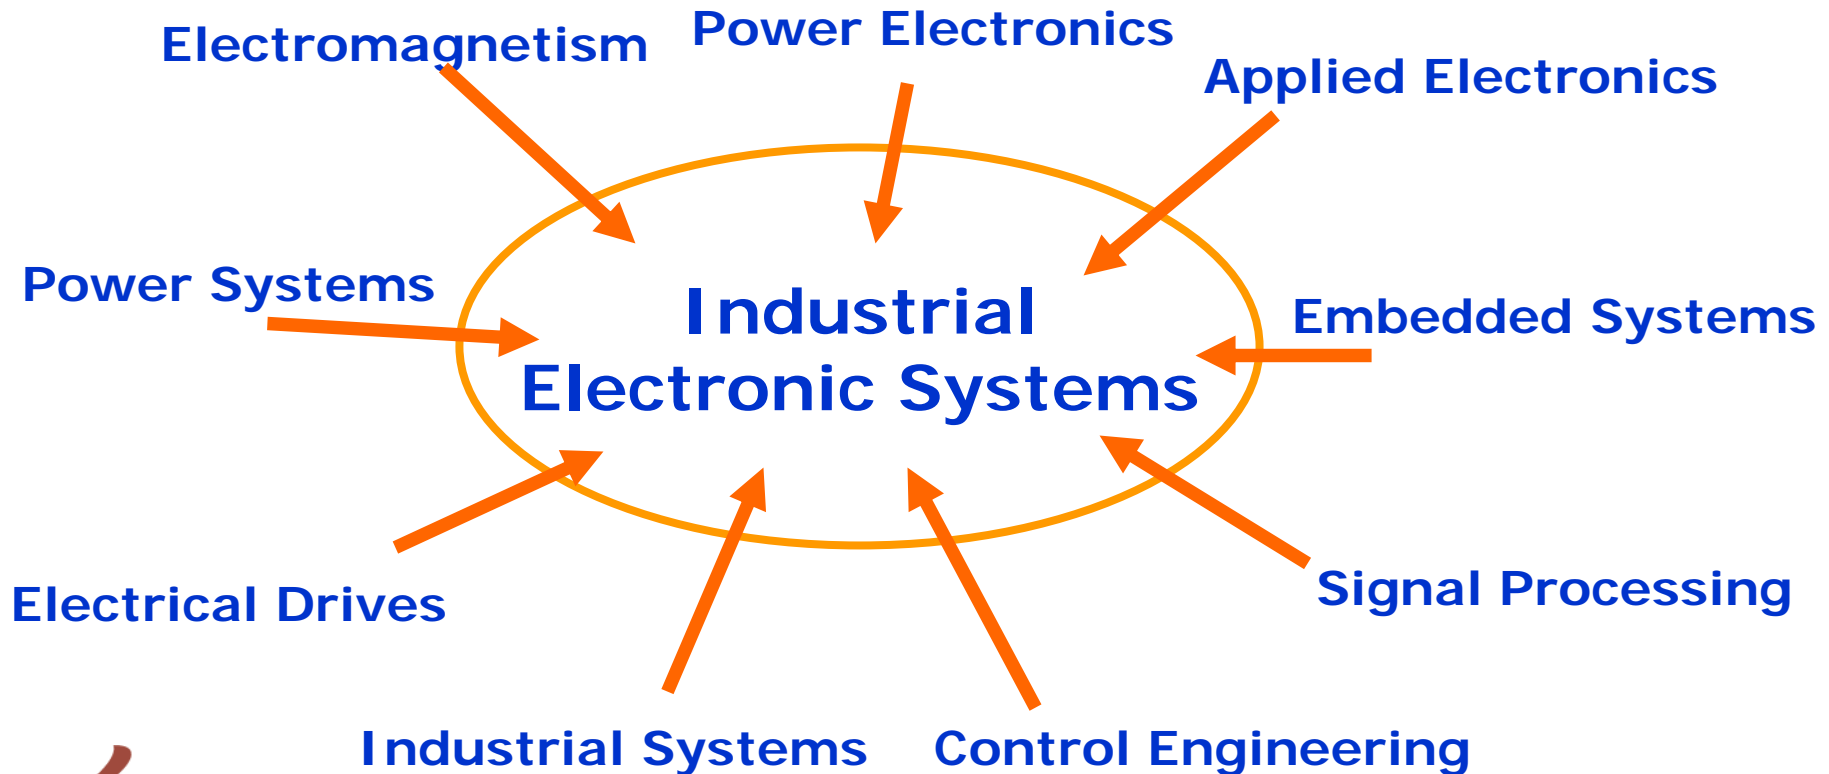 Electromagnetism
Power Electronics
Applied Electronics
Power Systems
Industrial
Electronic Systems
Embedded Systems
Electrical Drives
Signal Processing
Industrial Systems
Control Engineering